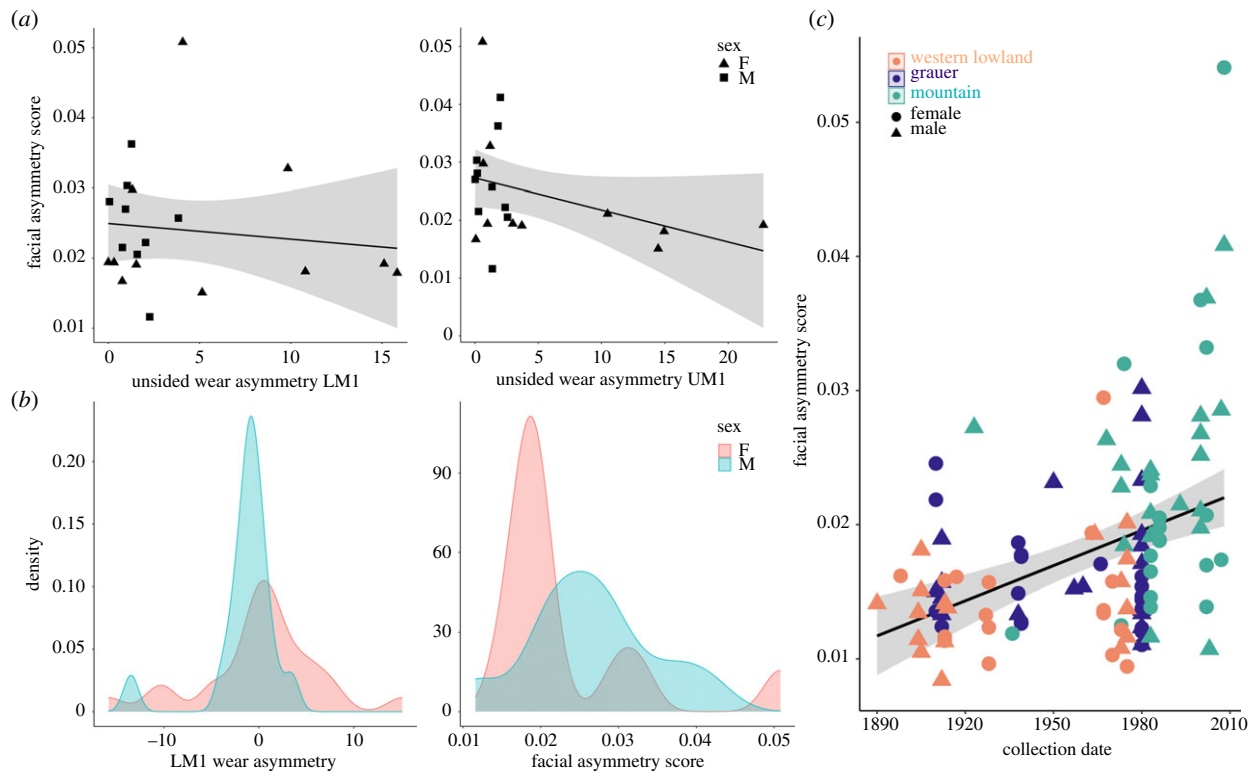 (a)
0.05
0.04
0.03
0.02
0.01
facial asymmetry score
0 5 10 15
unsided wear asymmetry LM1
0.05
0.04
0.03
0.02
0.01
0
sex
F
M
0 5 10 15 20
unsided wear asymmetry UM1
(b)
0.20
0.15
0.10
0.05
0
density
−10 0 10
LM1 wear asymmetry
90
60
30
0
sex
F
M
0.01 0.02 0.03 0.04 0.05
facial asymmetry score
(c)
western lowland
grauer
mountain
female
male
0.05
0.04
0.03
0.02
0.01
facial asymmetry score
1890 1920 1950 1980 2010
collection date